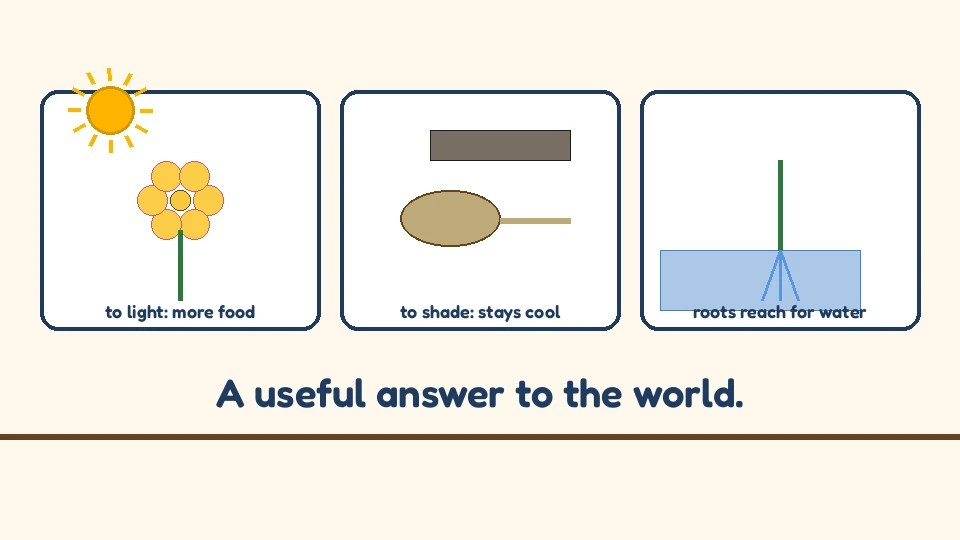 to light: more food
to shade: stays cool
roots reach for water
A useful answer to the world.